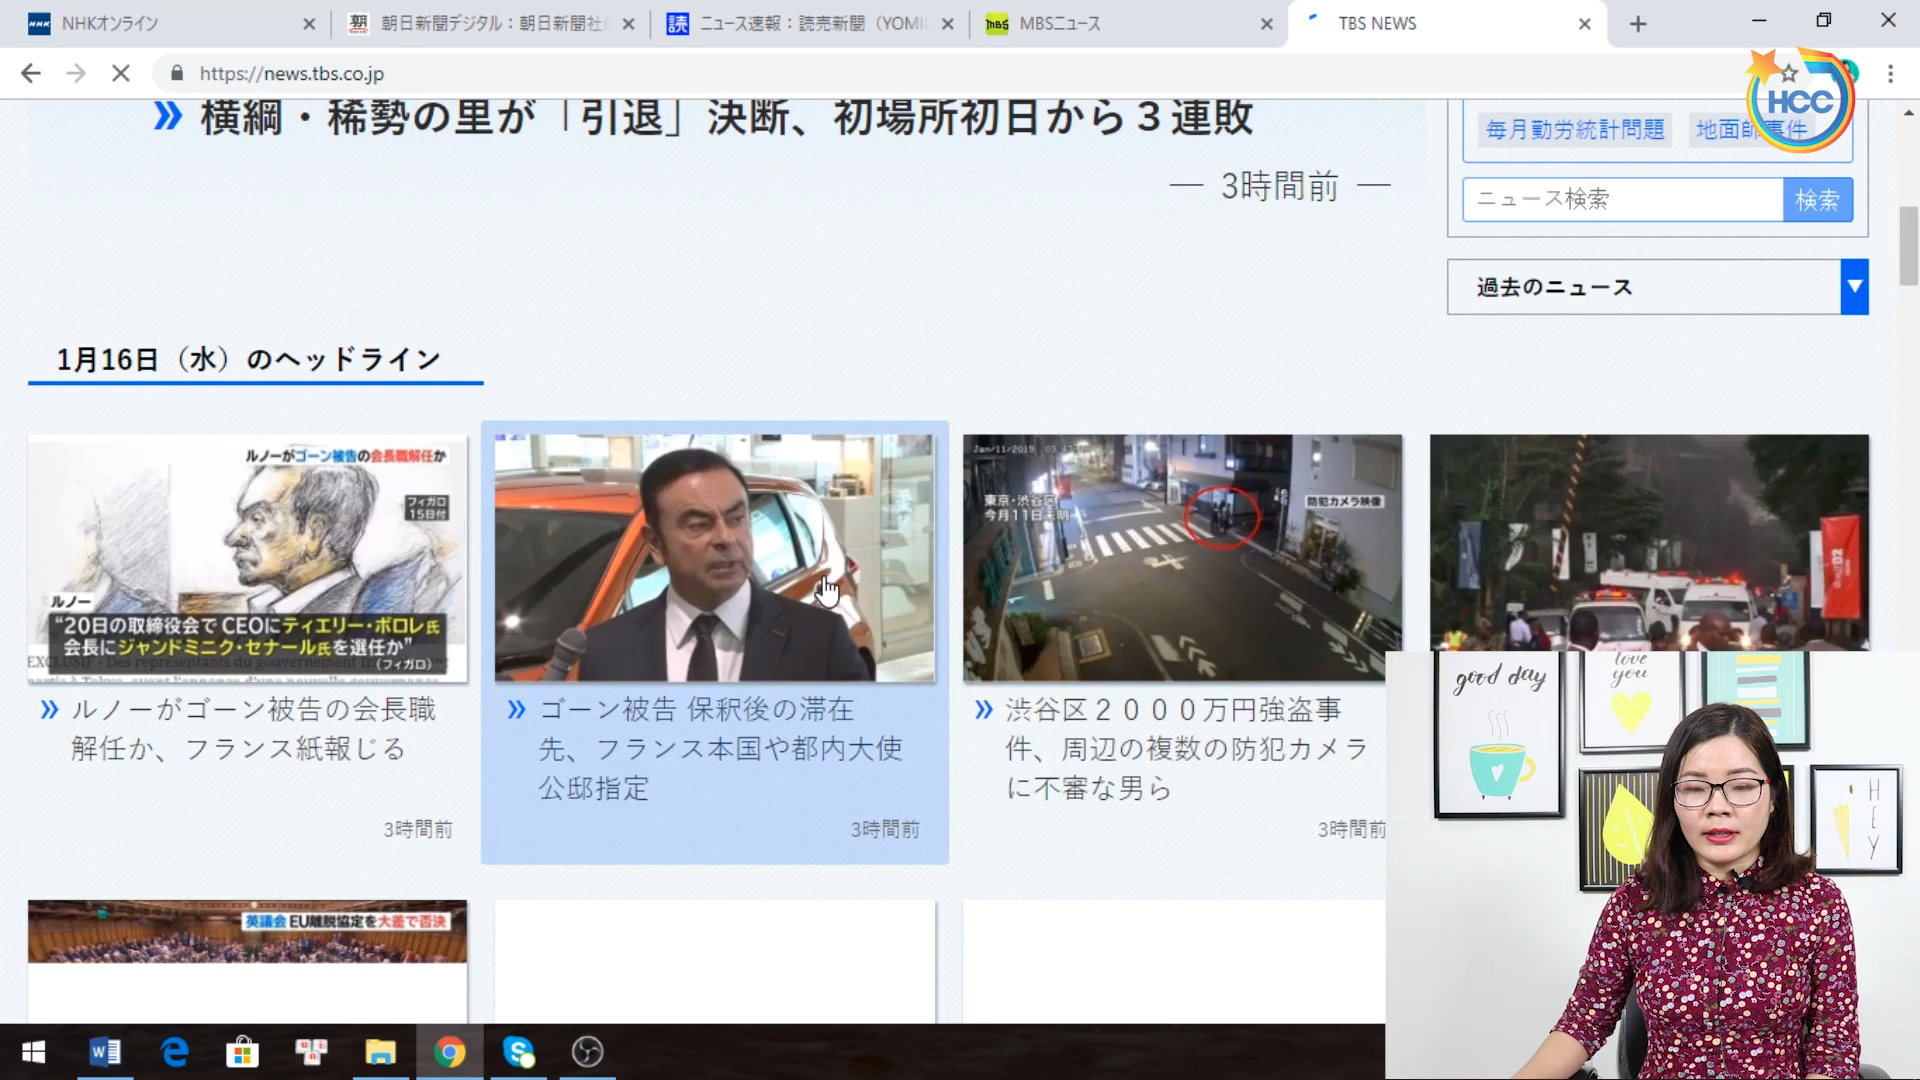 NHKオンライン
朝日新聞デジタル：朝日新聞社の
ニュース速報：読売新聞（YOMI
MBSニュース
TBS NEWS
https://news.tbs.co.jp
HCC
横綱・稀勢の里が「引退」決断、初場所初日から３連敗
3時間前
毎月勤労統計問題
地面師事件
ニュース検索
検索
過去のニュース
1月16日（水）のヘッドライン
ルノーがゴーン被告の会長職解任か
フィガロ
15日付
ルノー
“20日の取締役会で CEOにティエリー・ボロレ氏
会長にジャンドミニク・セナール氏を選任か”
（フィガロ）
ルノーがゴーン被告の会長職
解任か、フランス紙報じる
3時間前
ゴーン被告 保釈後の滞在
先、フランス本国や都内大使
公邸指定
3時間前
東京・渋谷区
今月11日未明
防犯カメラ映像
渋谷区２０００万円強盗事
件、周辺の複数の防犯カメラ
に不審な男ら
3時間前
英議会 EU離脱協定を大差で否決
good day
love
you
HEY